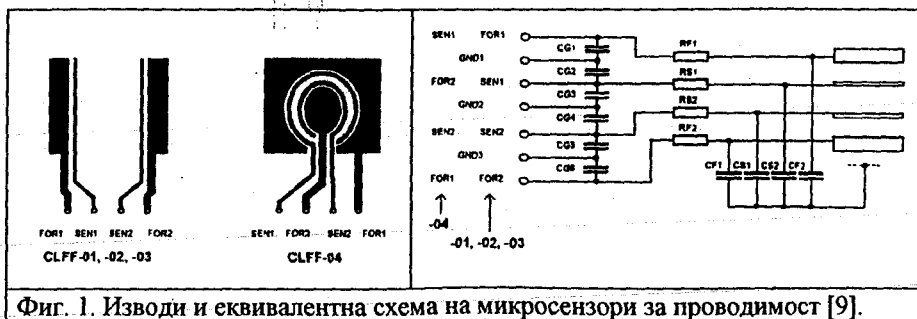 FOR1 SEN1 SEN2 FOR2
CLFF-01, -02, -03
SEN1 FOR2 SEN2 FOR1
CLFF-04
SEN1 FOR1
GND1
FOR2 SEN1
GND2
SEN2 SEN2
GND3
FOR1 FOR2
-04
-01, -02, -03
CG1
CG2
CG3
CG4
CG5
CG6
RF1
RS1
RS2
RF2
CF1 CS1 CS2 CF2
Фиг. 1. Изводи и еквивалентна схема на микросензори за проводимост [9].